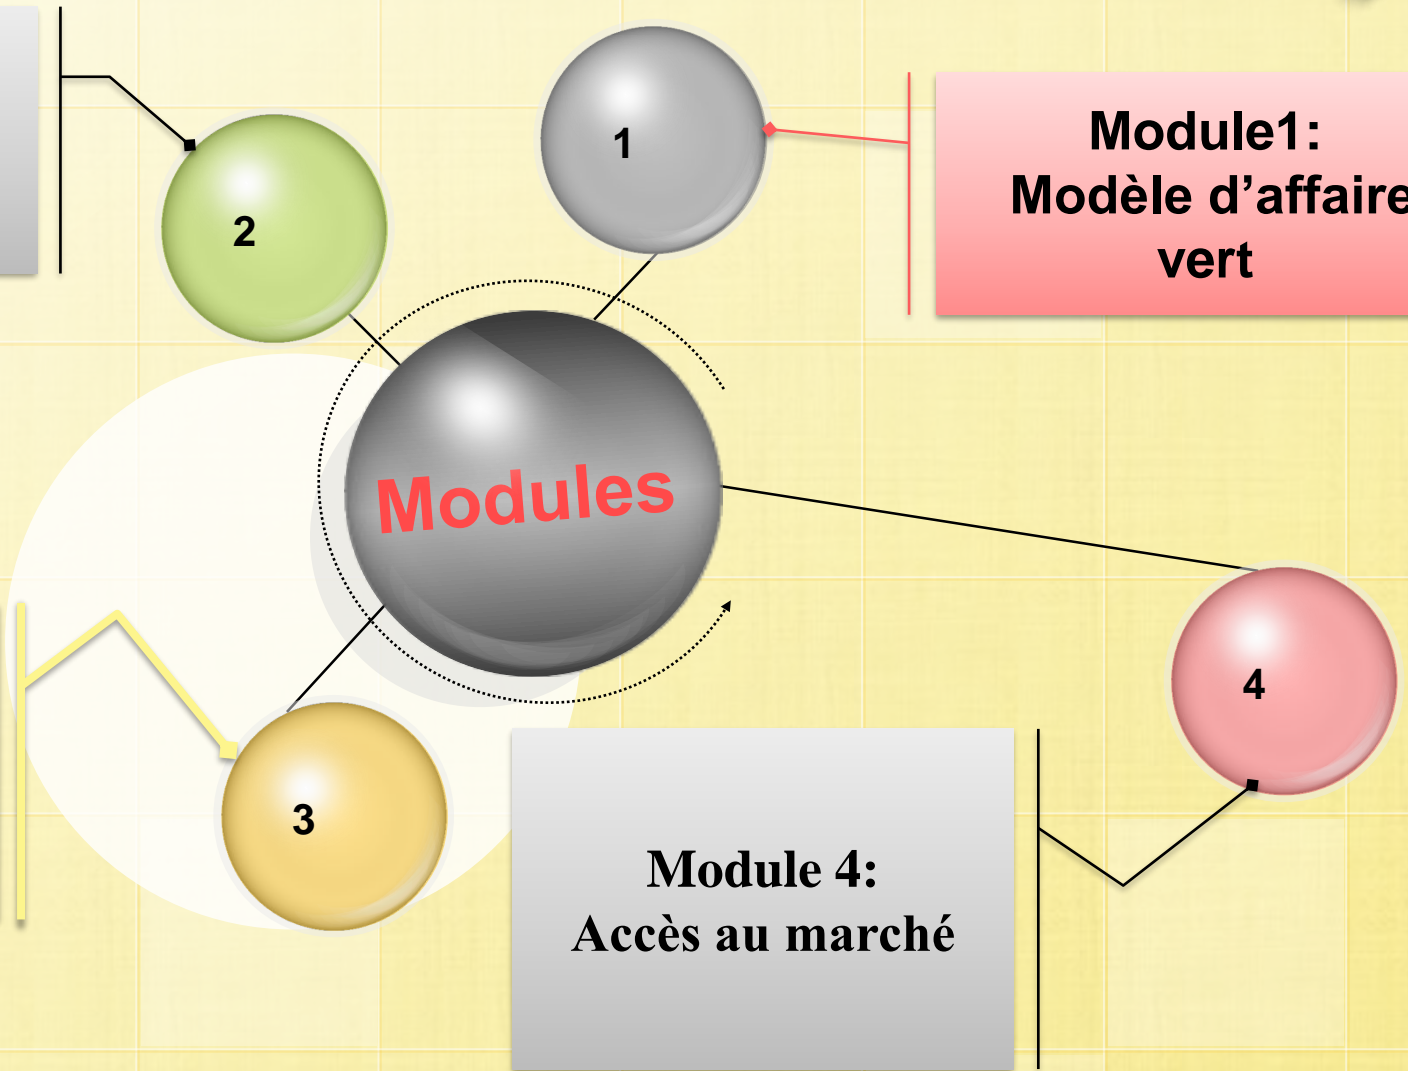 1
Module1:
Modèle d’affaire
vert
2
Modules
4
3
Module 4:
Accès au marché